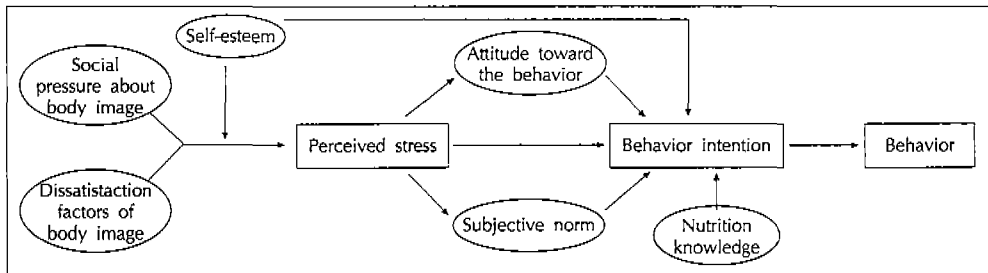 Self-esteem
Social
pressure about
body image
Attitude toward
the behavior
Perceived stress
Behavior intention
Behavior
Dissatistaction
factors of
body image
Subjective norm
Nutrition
knowledge